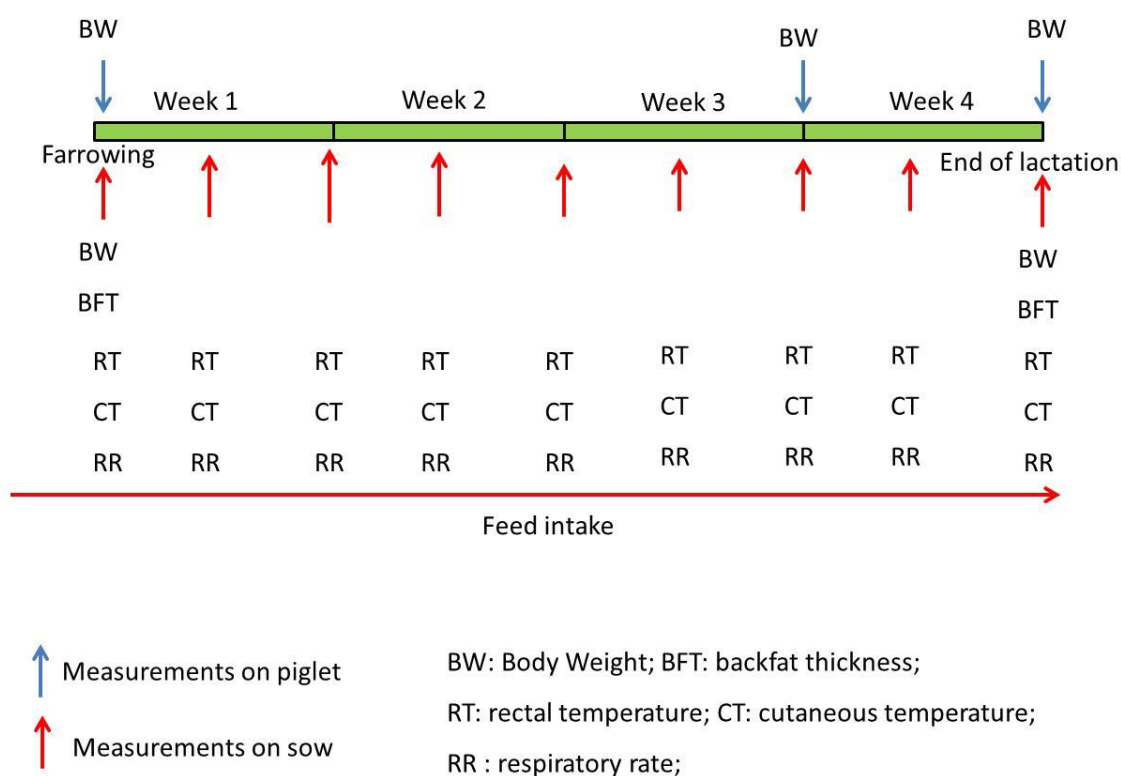 BW BW BW
Week 1 Week 2 Week 3 Week 4
Farrowing End of lactation
BW BW
BFT BFT
RT RT RT RT RT RT RT RT RT
CT CT CT CT CT CT CT CT CT
RR RR RR RR RR RR RR RR RR
Feed intake
Measurements on piglet
Measurements on sow
BW: Body Weight; BFT: backfat thickness;
RT: rectal temperature; CT: cutaneous temperature;
RR : respiratory rate;